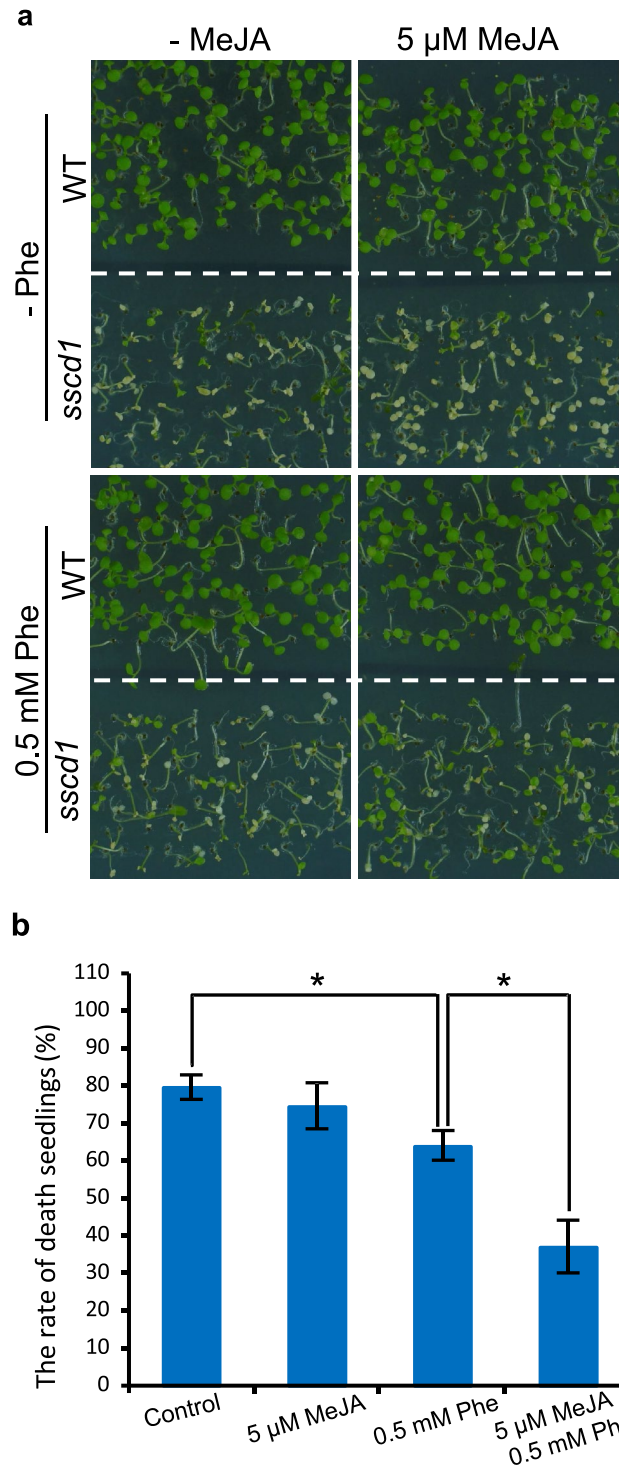 a
- MeJA
5 µM MeJA
- Phe
WT
sscd1
0.5 mM Phe
WT
sscd1
b
The rate of death seedlings (%)
110
100
90
80
70
60
50
40
30
20
10
0
*
*
Control
5 µM MeJA
0.5 mM Phe
5 µM MeJA
0.5 mM Ph